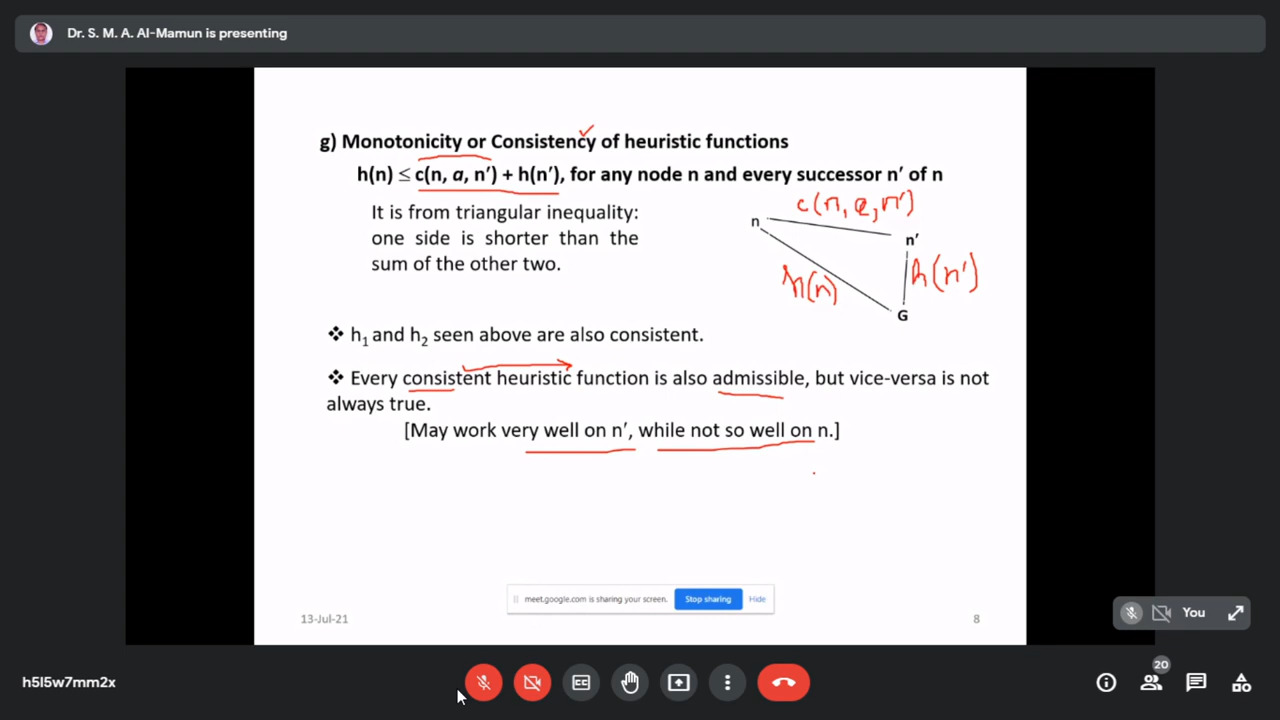 Dr. S. M. A. Al-Mamun is presenting
g) Monotonicity or Consistency of heuristic functions
h(n) ≤ c(n, a, n′) + h(n′), for any node n and every successor n′ of n
It is from triangular inequality:
one side is shorter than the
sum of the other two.
c(n, a, n')
n
n′
h(n)
h(n')
G
❖ h₁ and h₂ seen above are also consistent.
❖ Every consistent heuristic function is also admissible, but vice-versa is not
always true.
[May work very well on n′, while not so well on n.]
meet.google.com is sharing your screen. Stop sharing Hide
13-Jul-21
8
You
h5l5w7mm2x
CC
20